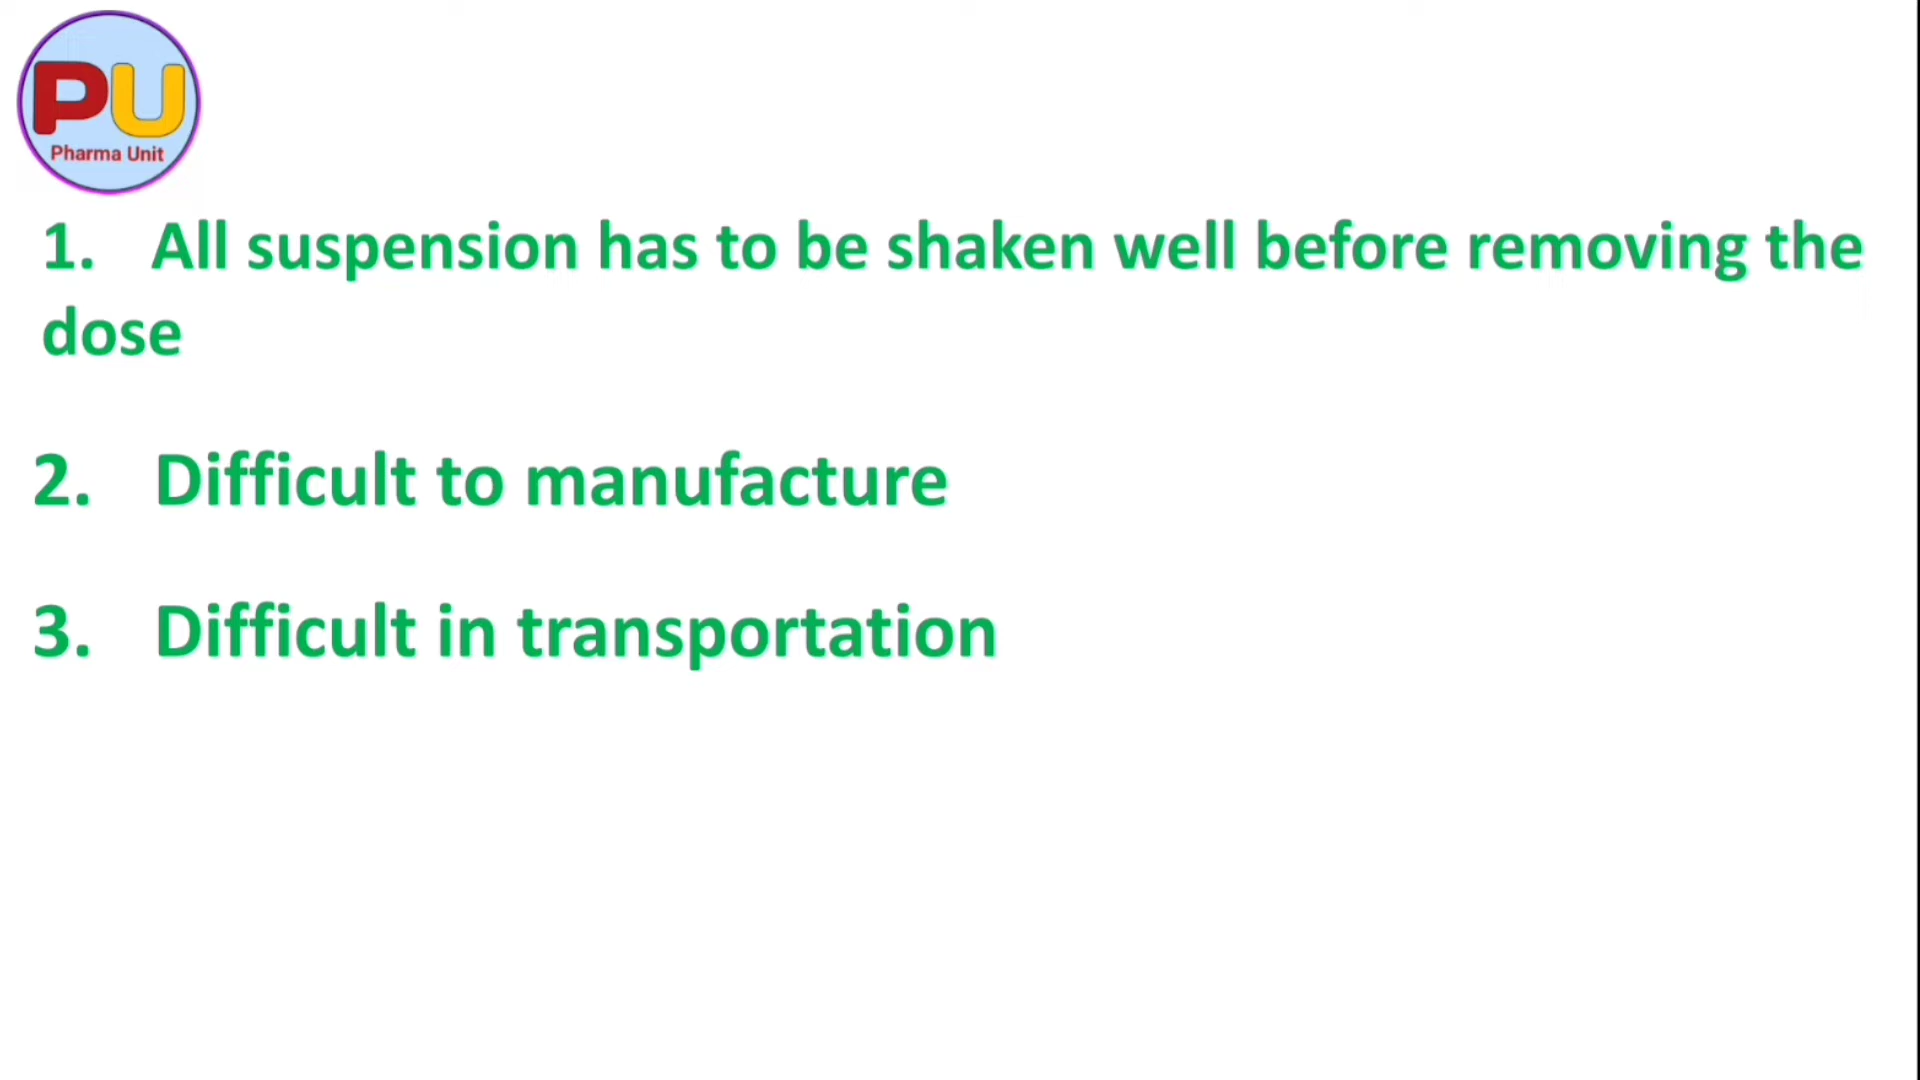 PU
Pharma Unit
1. All suspension has to be shaken well before removing the
dose
2. Difficult to manufacture
3. Difficult in transportation